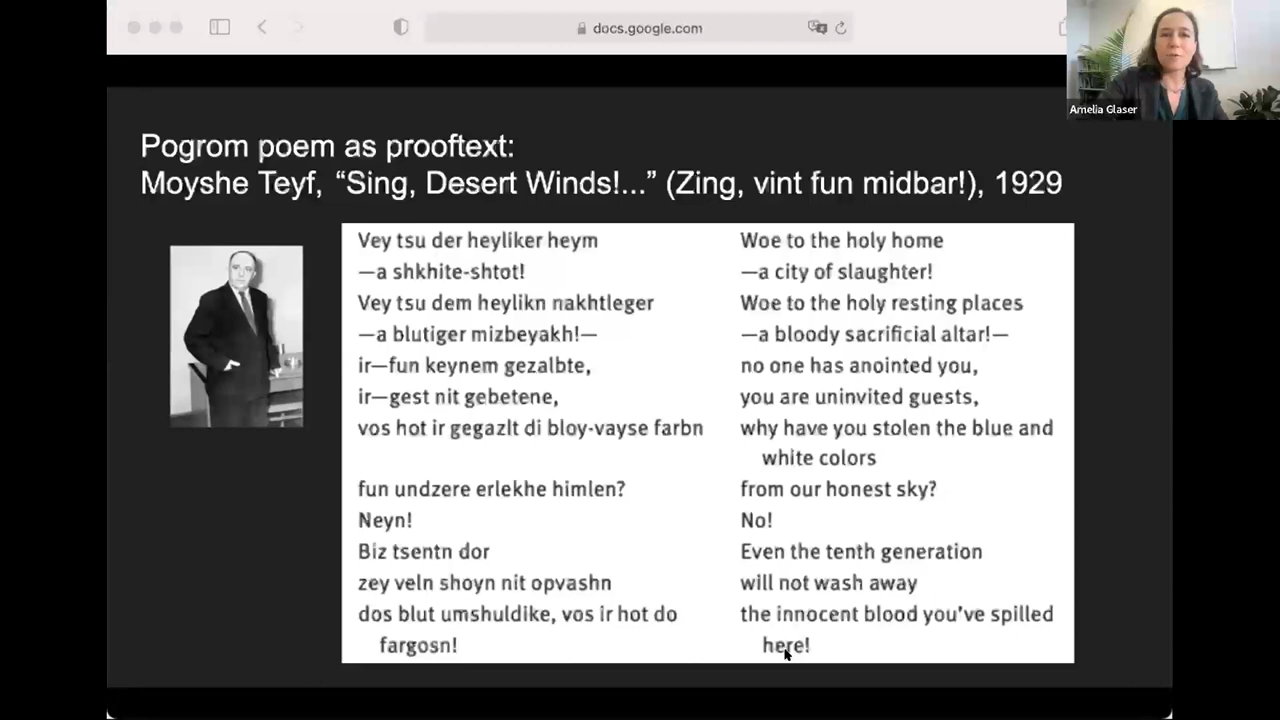 docs.google.com
Amelia Glaser
Pogrom poem as prooftext:
Moyshe Teyf, “Sing, Desert Winds!...” (Zing, vint fun midbar!), 1929
Vey tsu der heyliker heym
—a shkhite-shtot!
Vey tsu dem heylikn nakhtleger
—a blutiger mizbeyakh!—
ir—fun keynem gezalbte,
ir—gest nit gebetene,
vos hot ir gegazlt di bloy-vayse farbn
fun undzere erlekhe himlen?
Neyn!
Biz tsentn dor
zey veln shoyn nit opvashn
dos blut umshuldike, vos ir hot do
fargosn!
Woe to the holy home
—a city of slaughter!
Woe to the holy resting places
—a bloody sacrificial altar!—
no one has anointed you,
you are uninvited guests,
why have you stolen the blue and
white colors
from our honest sky?
No!
Even the tenth generation
will not wash away
the innocent blood you’ve spilled
here!